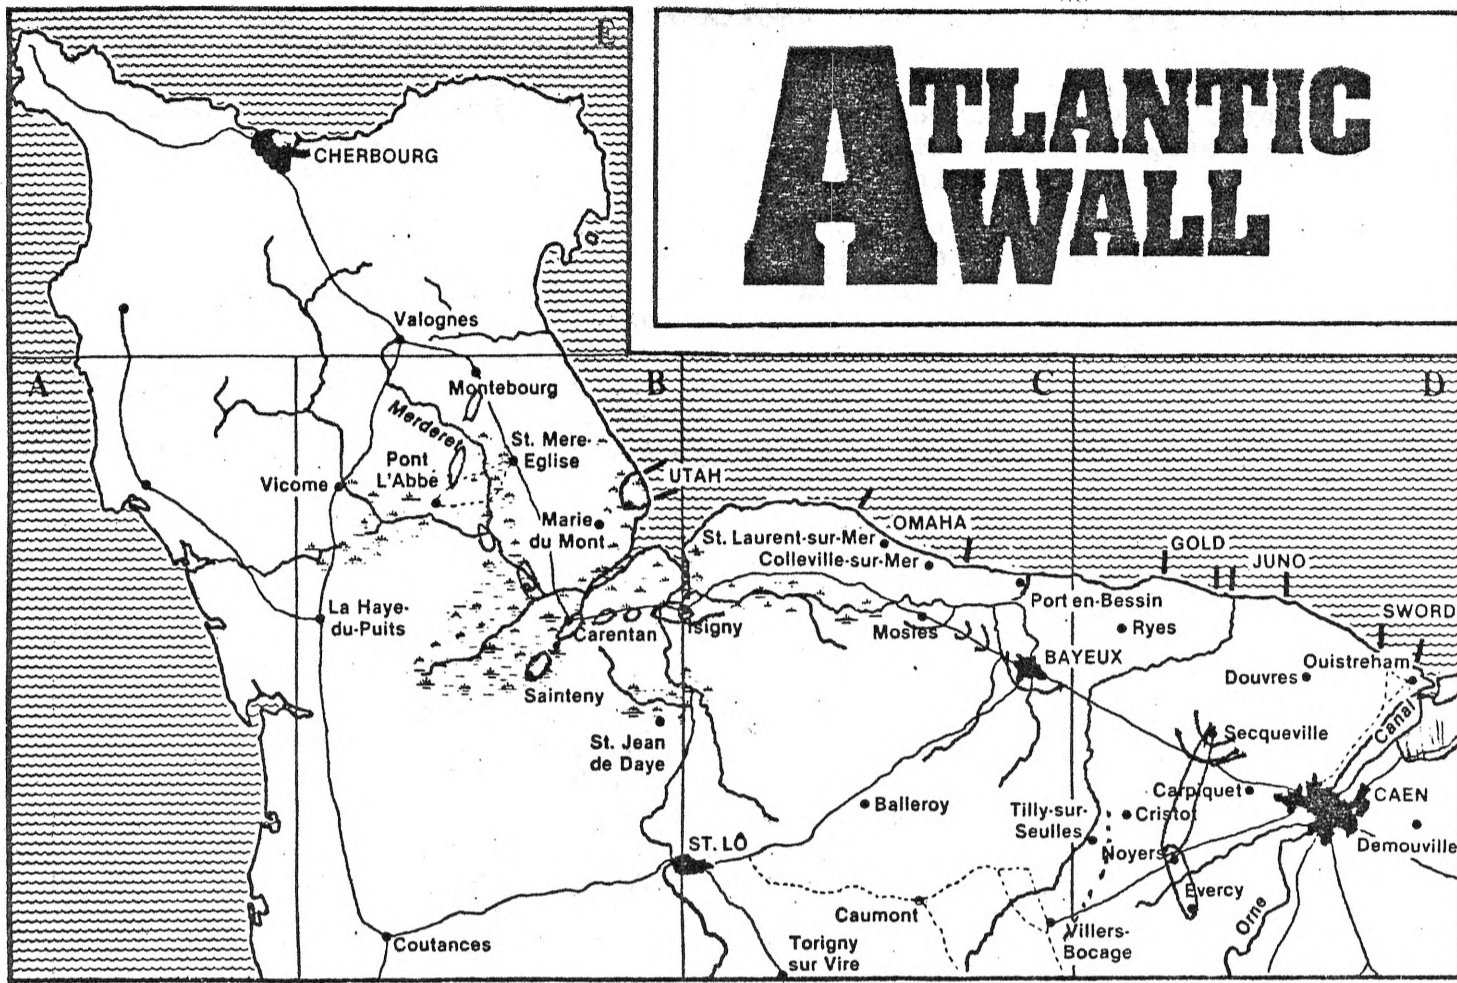 E
ATLANTIC
WALL
CHERBOURG
Valognes
A
B
C
D
Montebourg
Merderet
St. Mere-
Eglise
Pont
L'Abbé
Vicome
UTAH
Marie
du Mont
OMAHA
St. Laurent-sur-Mer
Colleville-sur-Mer
GOLD
JUNO
Port en-Bessin
SWORD
La Haye-
du-Puits
Carentan
Isigny
Mosles
Ryes
BAYEUX
Ouistreham
Douvres
Sainteny
Canal
Secqueville
St. Jean
de Daye
Carpiquet
CAEN
Balleroy
Tilly-sur-
Seulles
Cristot
ST. LÔ
Noyers
Demouville
Evercy
Caumont
Orne
Villers-
Bocage
Coutances
Torigny
sur Vire